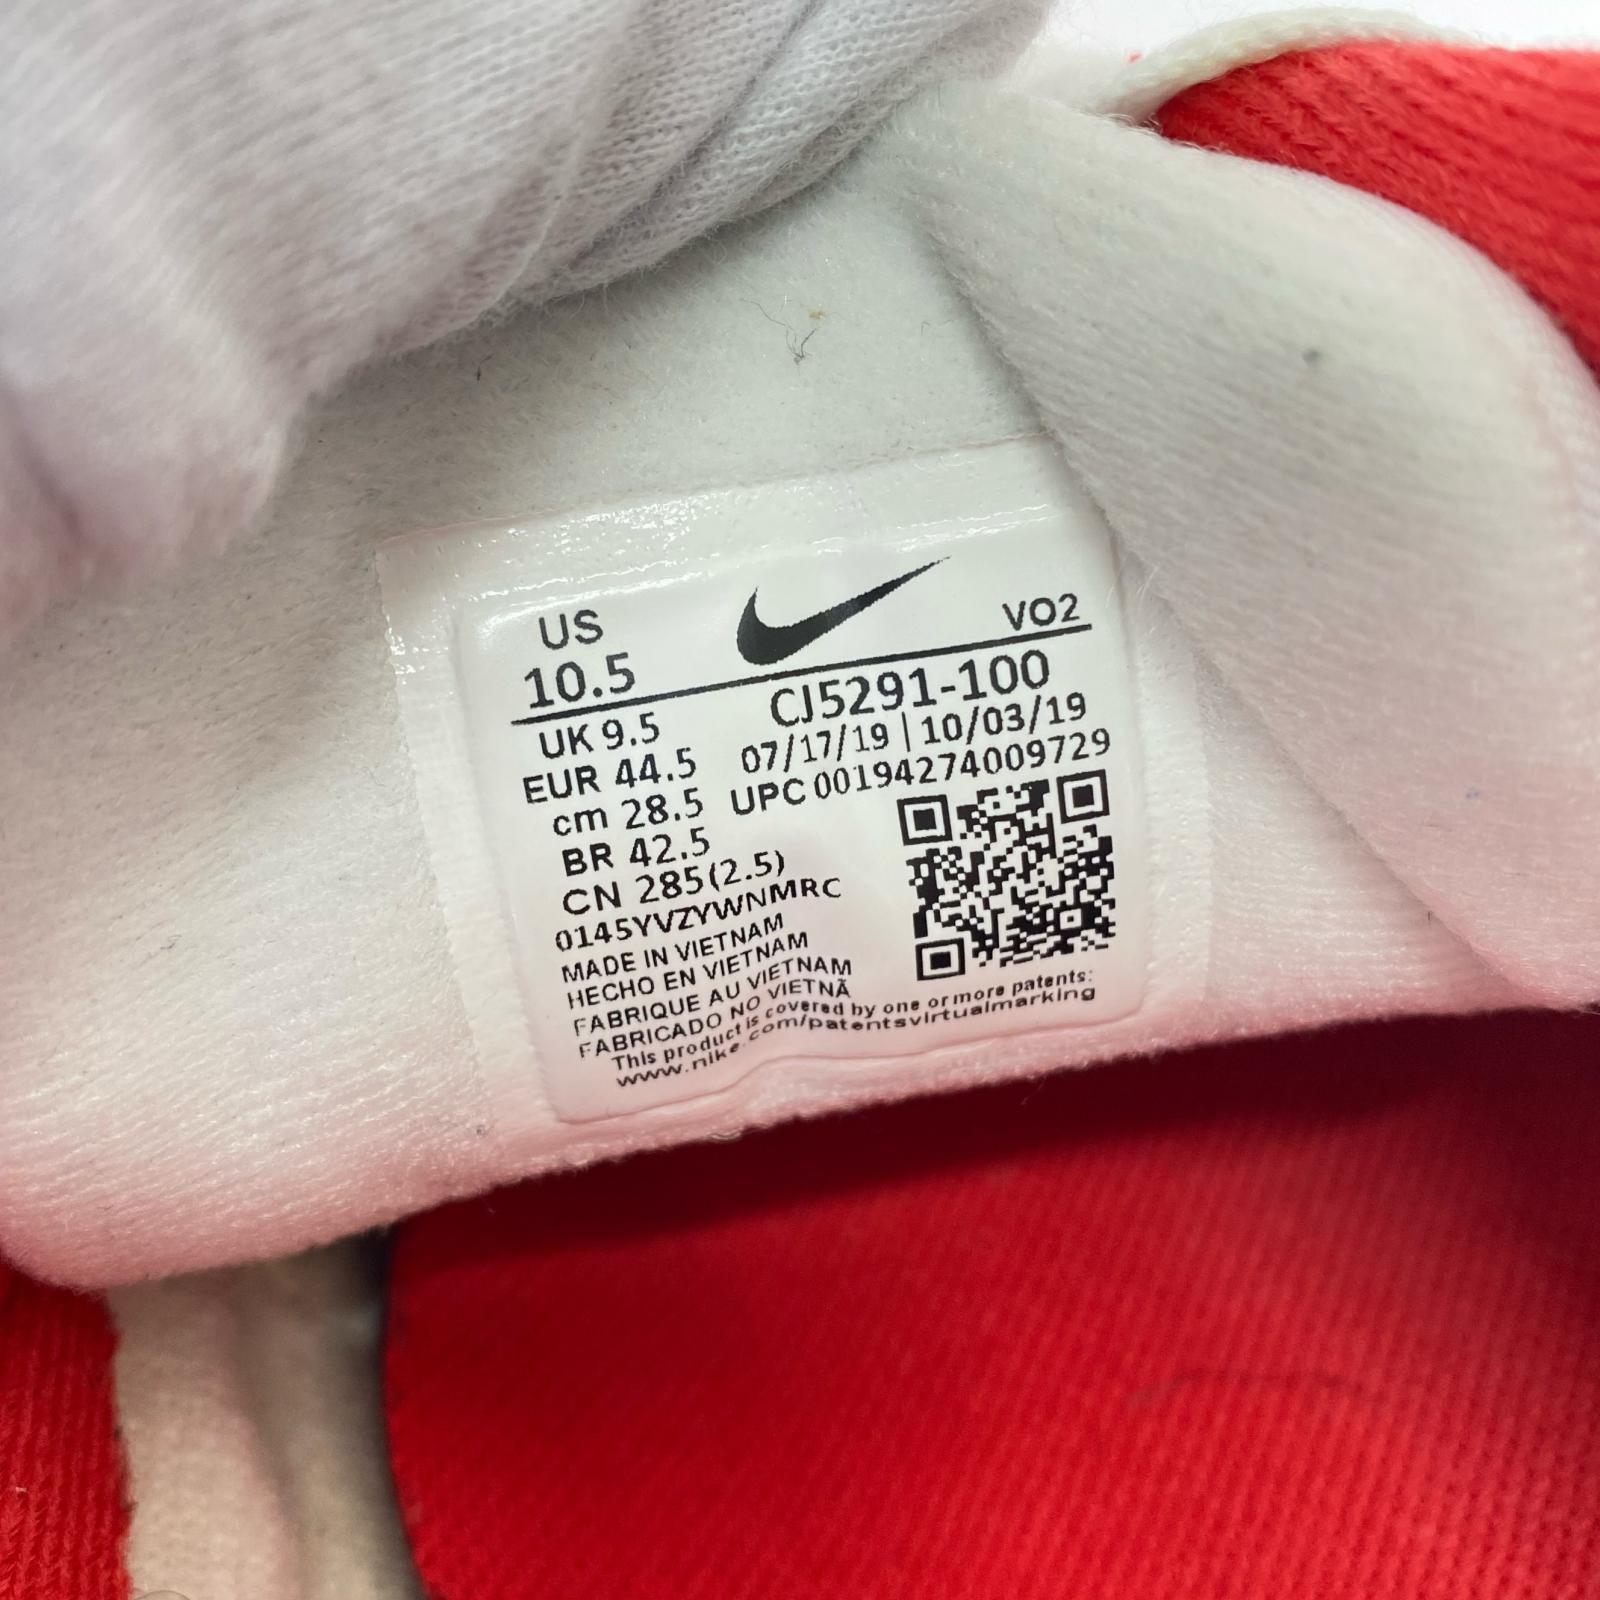 US
10.5
VO2
UK 9.5
CJ5291-100
EUR 44.5
07/17/19 | 10/03/19
cm 28.5
UPC 00194274009729
BR 42.5
CN 285(2.5)
0145YVZYWNMRC
MADE IN VIETNAM
HECHO EN VIETNAM
FABRIQUE AU VIETNAM
FABRICADO NO VIETNÃ
This product is covered by one or more patents:
www.nike.com/patentsvirtualmarking